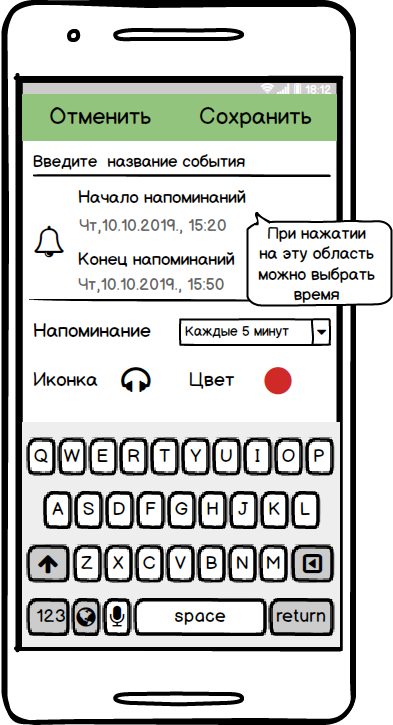 18:12
Отменить Сохранить
Введите название события
Начало напоминаний
Чт,10.10.2019., 15:20
Конец напоминаний
Чт,10.10.2019., 15:50
При нажатии
на эту область
можно выбрать
время
Напоминание Каждые 5 минут
Иконка Цвет
Q W E R T Y U I O P
A S D F G H J K L
Z X C V B N M
123 space return